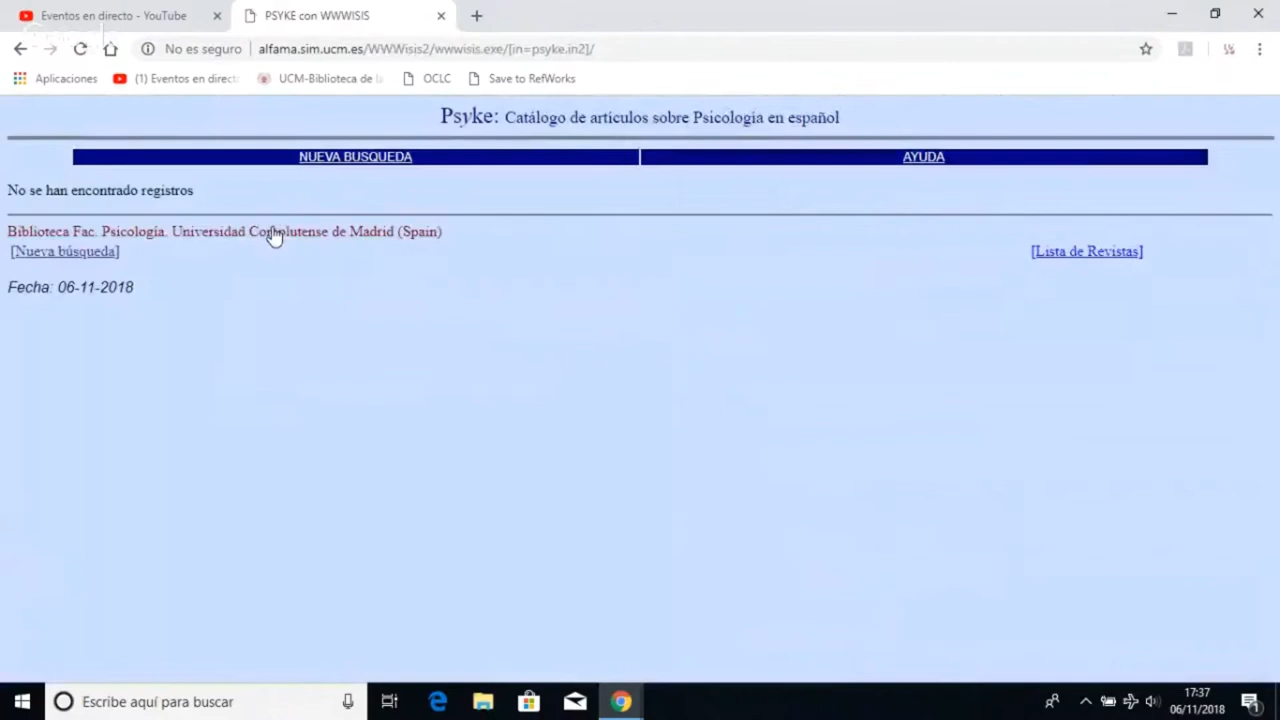 Eventos en directo - YouTube
PSYKE con WWWISIS
No es seguro
alfama.sim.ucm.es/WWWisis2/wwwisis.exe/[in=psyke.in2]/
Aplicaciones
(1) Eventos en direct
UCM-Biblioteca de la
OCLC
Save to RefWorks
Psyke: Catálogo de artículos sobre Psicología en español
NUEVA BUSQUEDA
AYUDA
No se han encontrado registros
Biblioteca Fac. Psicología. Universidad Complutense de Madrid (Spain)
[Nueva búsqueda]
[Lista de Revistas]
Fecha: 06-11-2018
Escribe aquí para buscar
17:37
06/11/2018